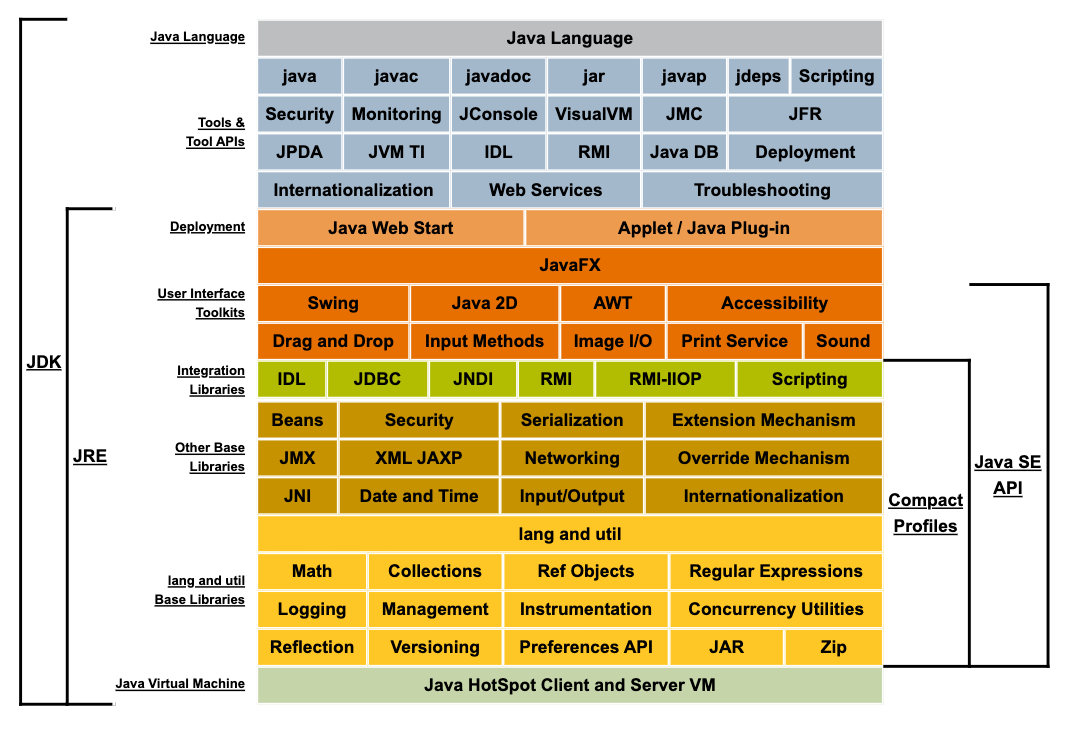 Java Language
Java Language
java javac javadoc jar javap jdeps Scripting
Tools &
Tool APIs
Security Monitoring JConsole VisualVM JMC JFR
JPDA JVM TI IDL RMI Java DB Deployment
Internationalization Web Services Troubleshooting
Deployment
Java Web Start Applet / Java Plug-in
JavaFX
User Interface
Toolkits
Swing Java 2D AWT Accessibility
Drag and Drop Input Methods Image I/O Print Service Sound
Integration
Libraries
IDL JDBC JNDI RMI RMI-IIOP Scripting
JDK
JRE
Other Base
Libraries
Beans Security Serialization Extension Mechanism
JMX XML JAXP Networking Override Mechanism
JNI Date and Time Input/Output Internationalization
Java SE
API
Compact
Profiles
lang and util
lang and util
Base Libraries
Math Collections Ref Objects Regular Expressions
Logging Management Instrumentation Concurrency Utilities
Reflection Versioning Preferences API JAR Zip
Java Virtual Machine
Java HotSpot Client and Server VM